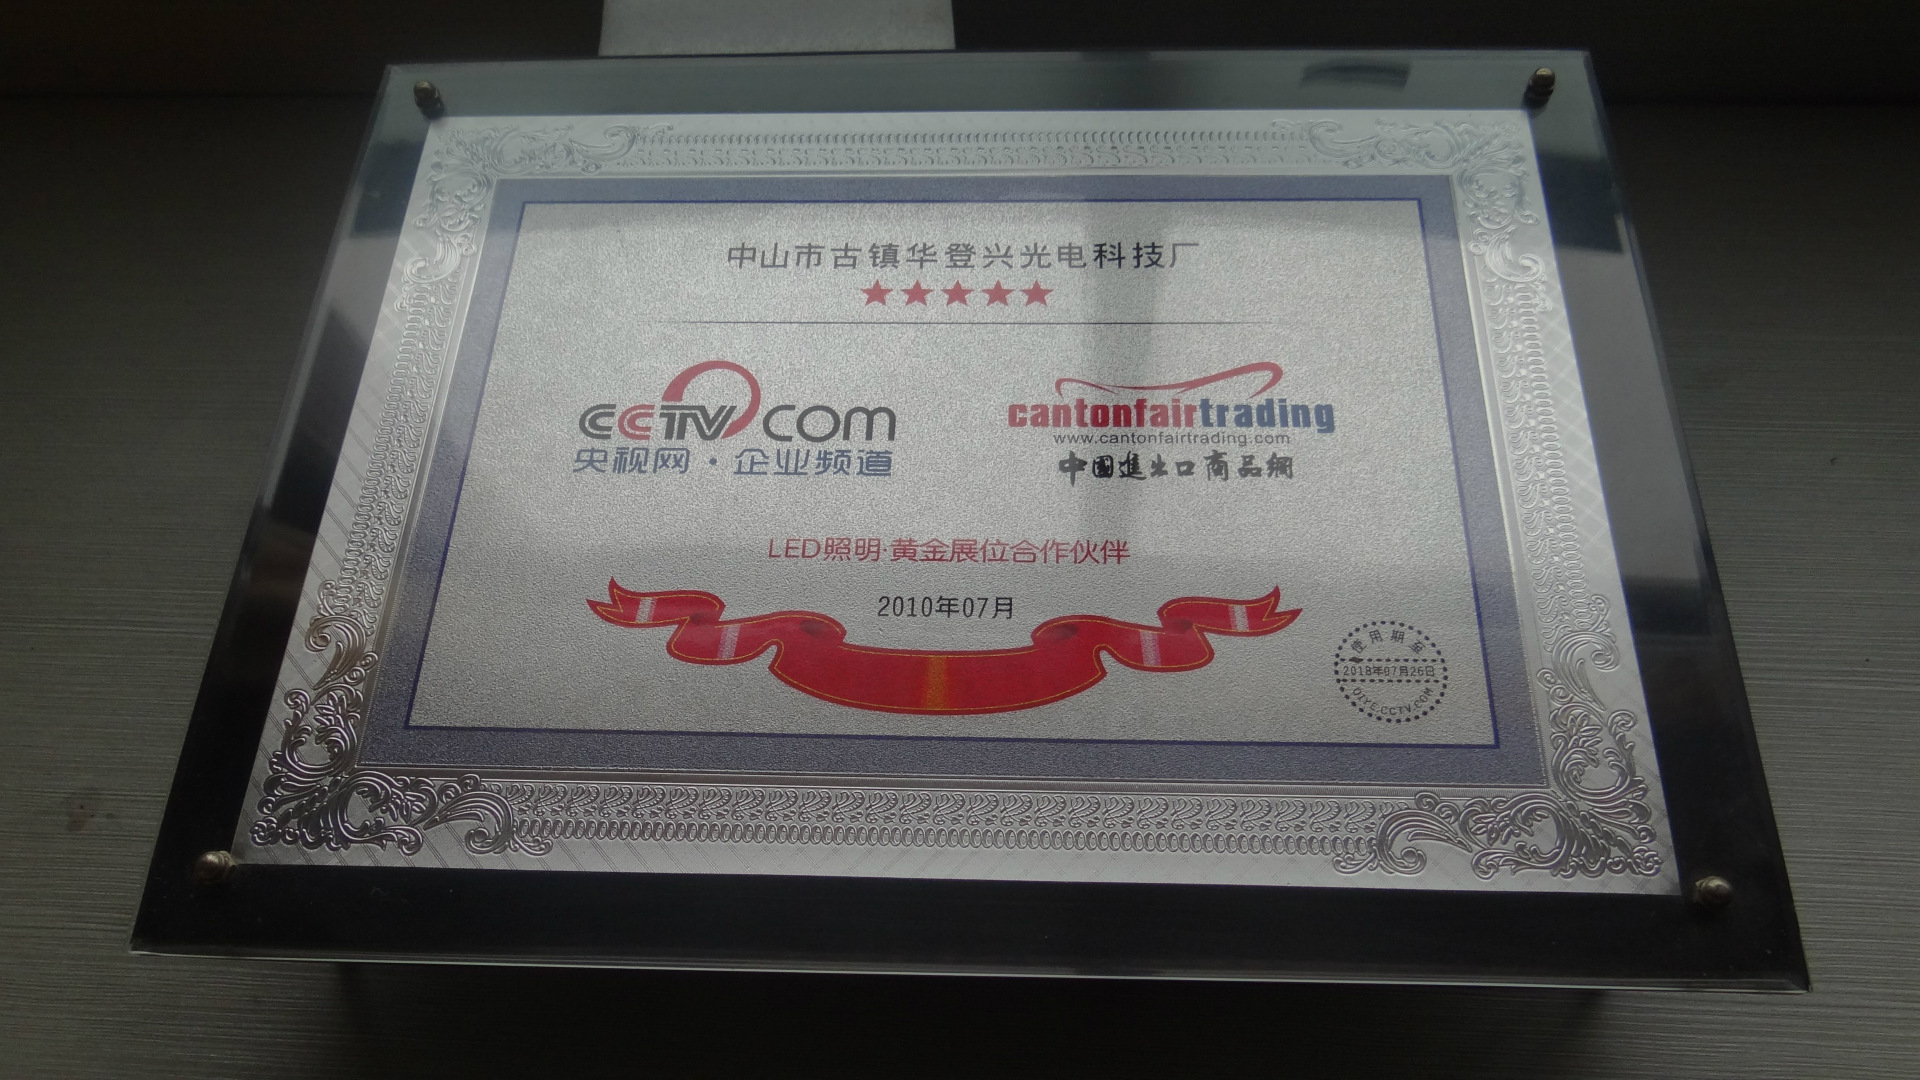 中山市古镇华登兴光电科技厂
CCTV.com
央视网·企业频道
cantonfairtrading
www.cantonfairtrading.com
中國進出口商品網
LED照明·黄金展位合作伙伴
2010年07月
使用期至
2018年07月26日
QIYE.CCTV.COM